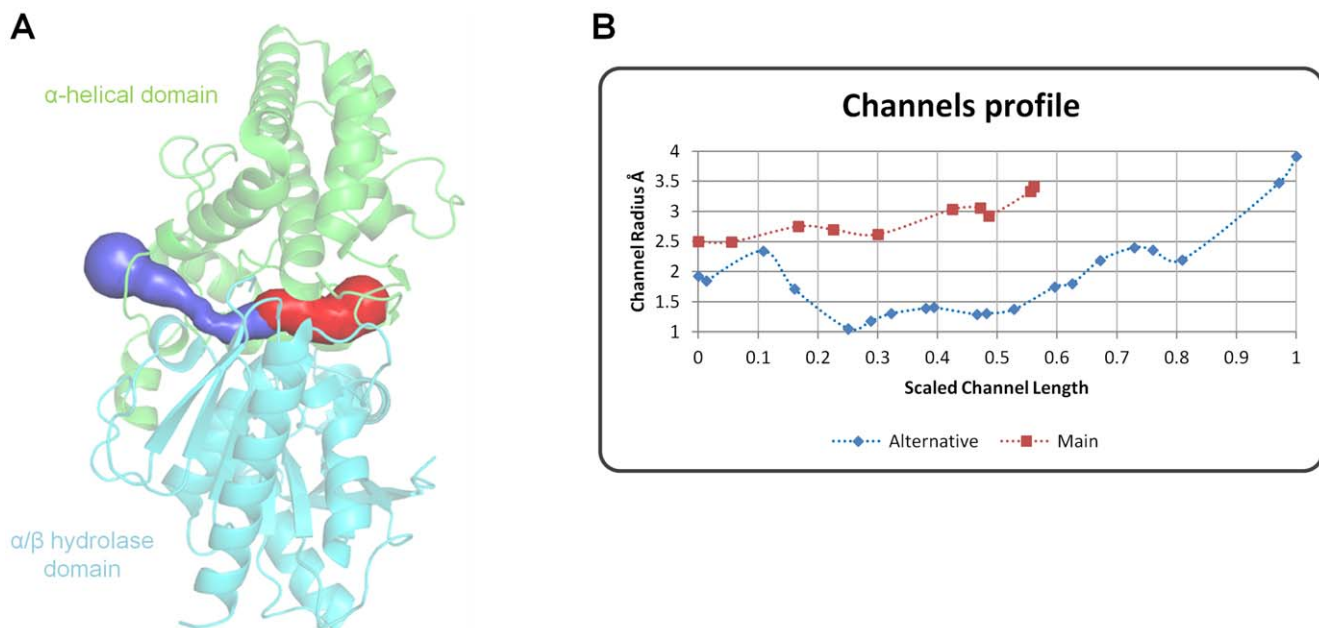 A
α-helical domain
α/β hydrolase
domain
B
Channels profile
Channel Radius Å
4
3.5
3
2.5
2
1.5
1
0 0.1 0.2 0.3 0.4 0.5 0.6 0.7 0.8 0.9 1
Scaled Channel Length
Alternative Main